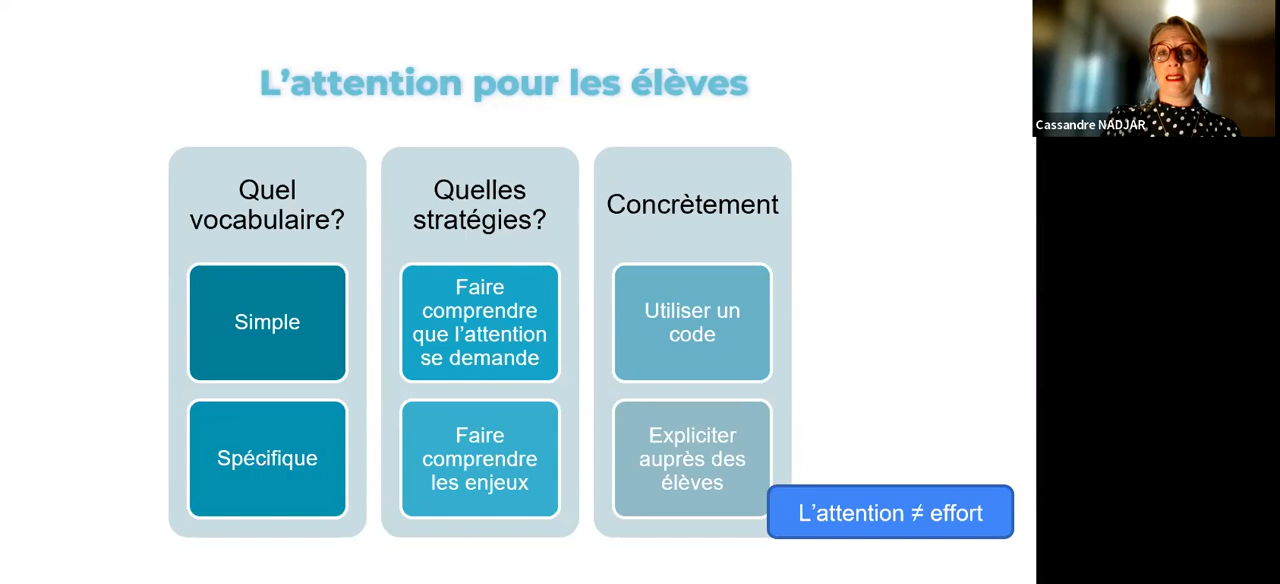 L'attention pour les élèves
Quel
vocabulaire?
Simple
Spécifique
Quelles
stratégies?
Faire
comprendre
que l'attention
se demande
Faire
comprendre
les enjeux
Concrètement
Utiliser un
code
Expliciter
auprès des
élèves
L'attention ≠ effort
Cassandre NADJAR